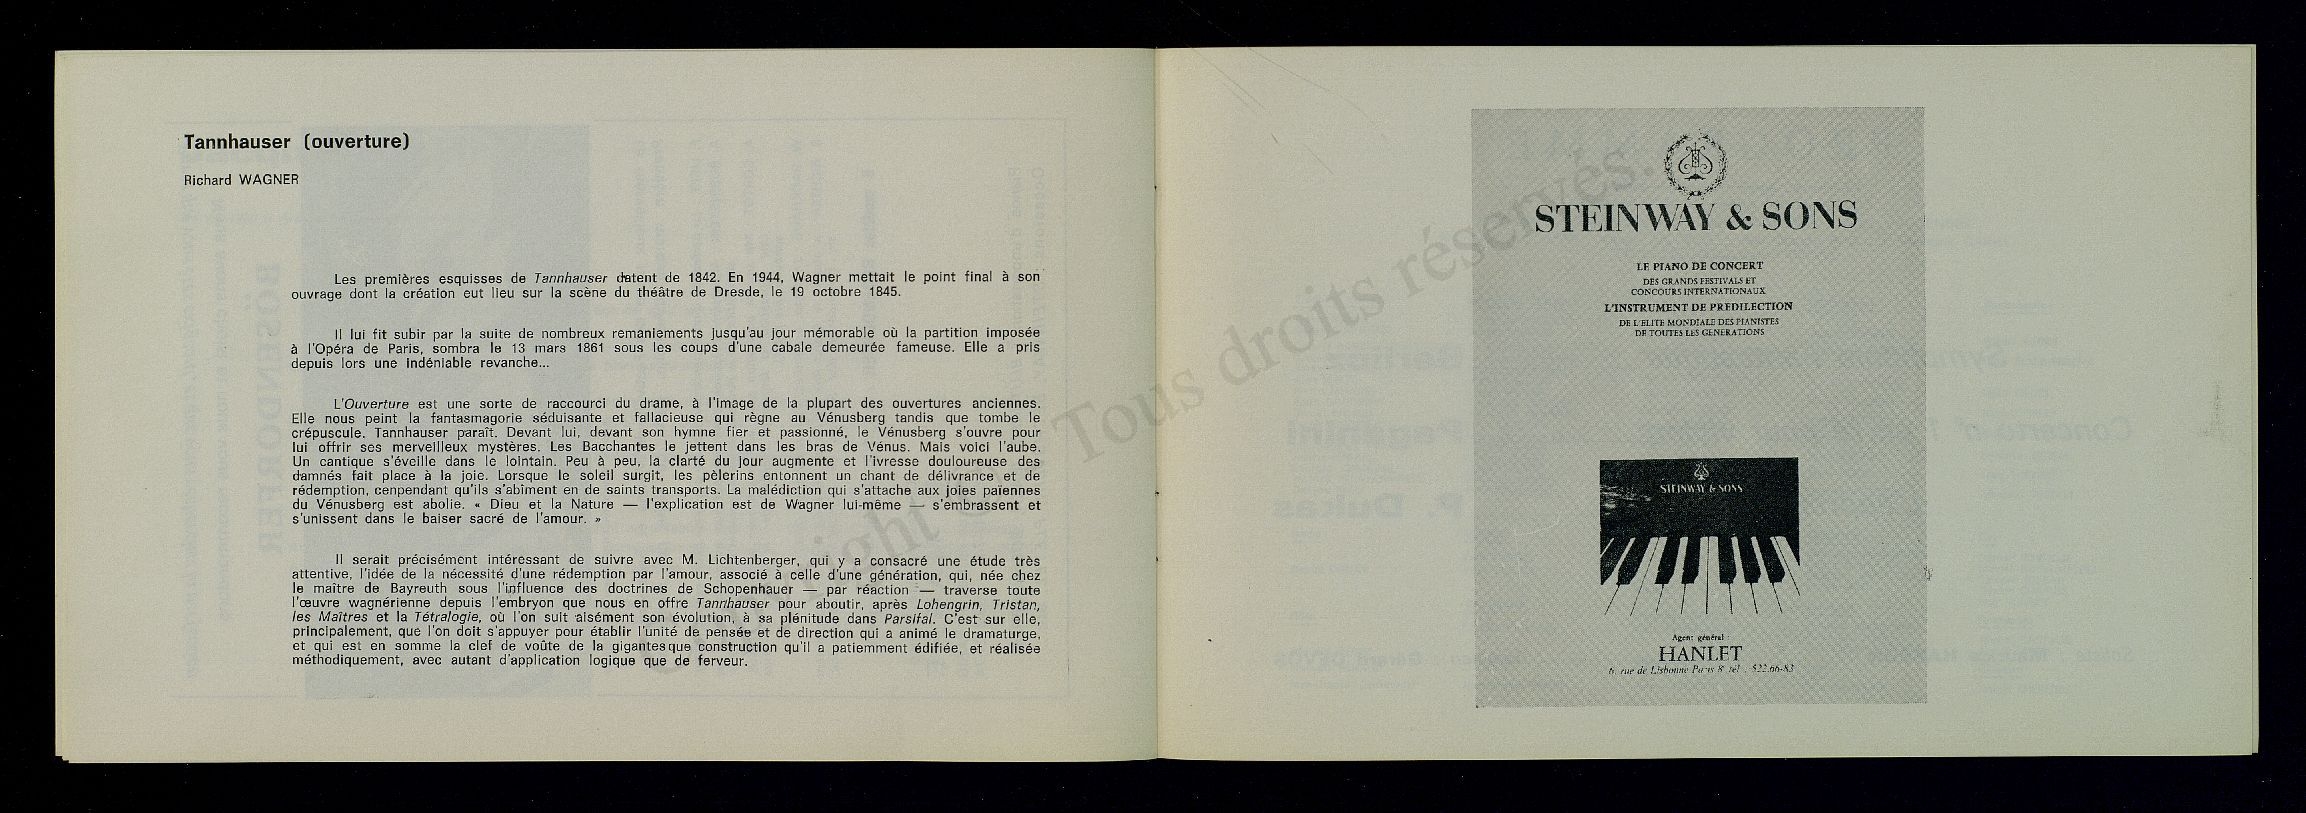 Tannhauser (ouverture)
Richard WAGNER
Les premières esquisses de Tannhauser datent de 1842. En 1944, Wagner mettait le point final à son
ouvrage dont la création eut lieu sur la scène du théâtre de Dresde, le 19 octobre 1845.
Il lui fit subir par la suite de nombreux remaniements jusqu'au jour mémorable où la partition imposée
à l'Opéra de Paris, sombra le 13 mars 1861 sous les coups d'une cabale demeurée fameuse. Elle a pris
depuis lors une indéniable revanche...
L'Ouverture est une sorte de raccourci du drame, à l'image de la plupart des ouvertures anciennes.
Elle nous peint la fantasmagorie séduisante et fallacieuse qui règne au Vénusberg tandis que tombe le
crépuscule. Tannhauser paraît. Devant lui, devant son hymne fier et passionné, le Vénusberg s'ouvre pour
lui offrir ses merveilleux mystères. Les Bacchantes le jettent dans les bras de Vénus. Mais voici l'aube.
Un cantique s'éveille dans le lointain. Peu à peu, la clarté du jour augmente et l'ivresse douloureuse des
damnés fait place à la joie. Lorsque le soleil surgit, les pèlerins entonnent un chant de délivrance et de
rédemption, cenpendant qu'ils s'abîment en de saints transports. La malédiction qui s'attache aux joies païennes
du Vénusberg est abolie. « Dieu et la Nature — l'explication est de Wagner lui-même — s'embrassent et
s'unissent dans le baiser sacré de l'amour. »
Il serait précisément intéressant de suivre avec M. Lichtenberger, qui y a consacré une étude très
attentive, l'idée de la nécessité d'une rédemption par l'amour, associé à celle d'une génération, qui, née chez
le maître de Bayreuth sous l'influence des doctrines de Schopenhauer — par réaction — traverse toute
l'œuvre wagnérienne depuis l'embryon que nous en offre Tannhauser pour aboutir, après Lohengrin, Tristan,
les Maîtres et la Tétralogie, où l'on suit aisément son évolution, à sa plénitude dans Parsifal. C'est sur elle,
principalement, que l'on doit s'appuyer pour établir l'unité de pensée et de direction qui a animé le dramaturge,
et qui est en somme la clef de voûte de la gigantesque construction qu'il a patiemment édifiée, et réalisée
méthodiquement, avec autant d'application logique que de ferveur.
STEINWAY & SONS
LE PIANO DE CONCERT
DES GRANDS FESTIVALS ET
CONCOURS INTERNATIONAUX
L'INSTRUMENT DE PREDILECTION
DE L'ELITE MONDIALE DES PIANISTES
DE TOUTES LES GENERATIONS
STEINWAY & SONS
Agent général :
HANLET
6, rue de Lisbonne Paris 8e tél : 522.66-83
Tous droits réservés.